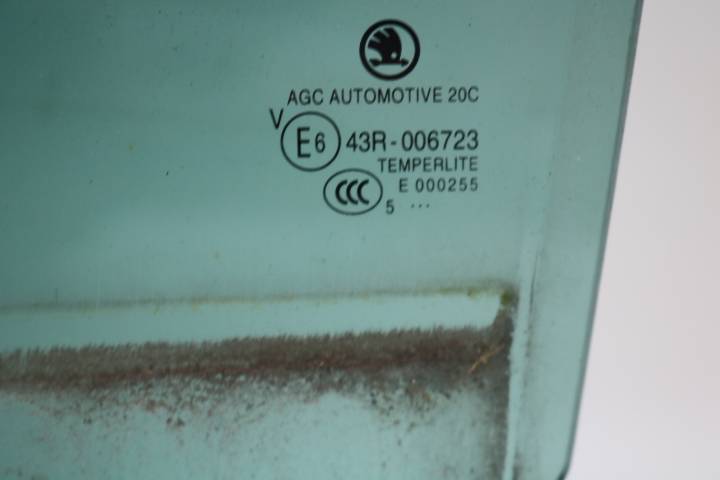 AGC AUTOMOTIVE 20C
V
E6 43R-006723
TEMPERLITE
CCC E 000255
5 ...